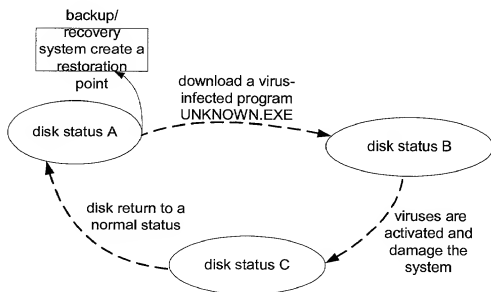 backup/
recovery
system create a
restoration
point
download a virus-
infected program
UNKNOWN.EXE
disk status A
disk status B
disk return to a
normal status
viruses are
activated and
damage the
system
disk status C